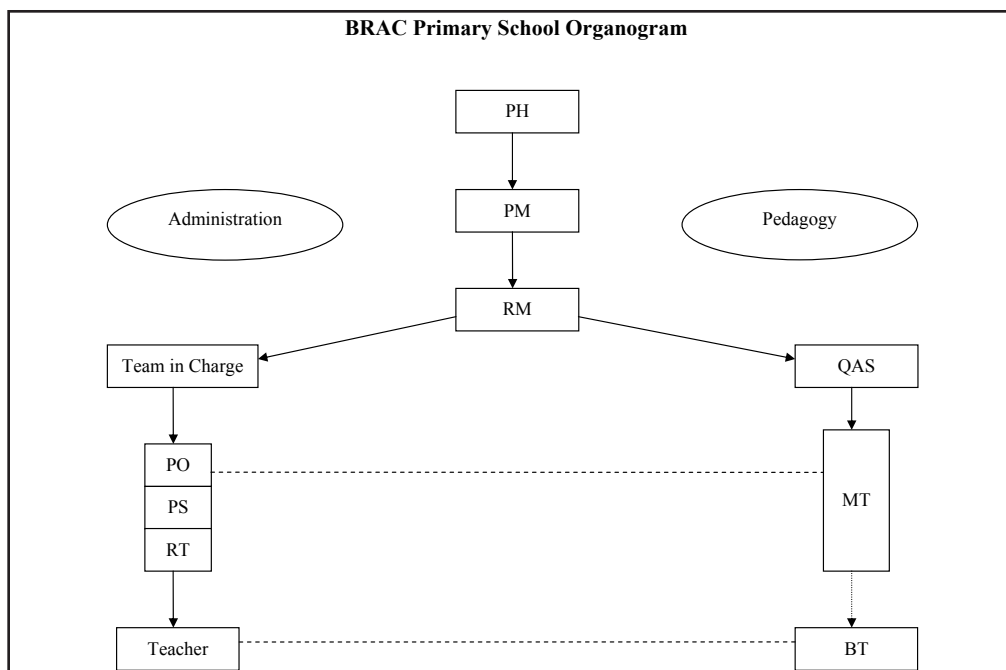 BRAC Primary School Organogram
PH
Administration
PM
Pedagogy
RM
Team in Charge
QAS
PO
PS
RT
MT
Teacher
BT